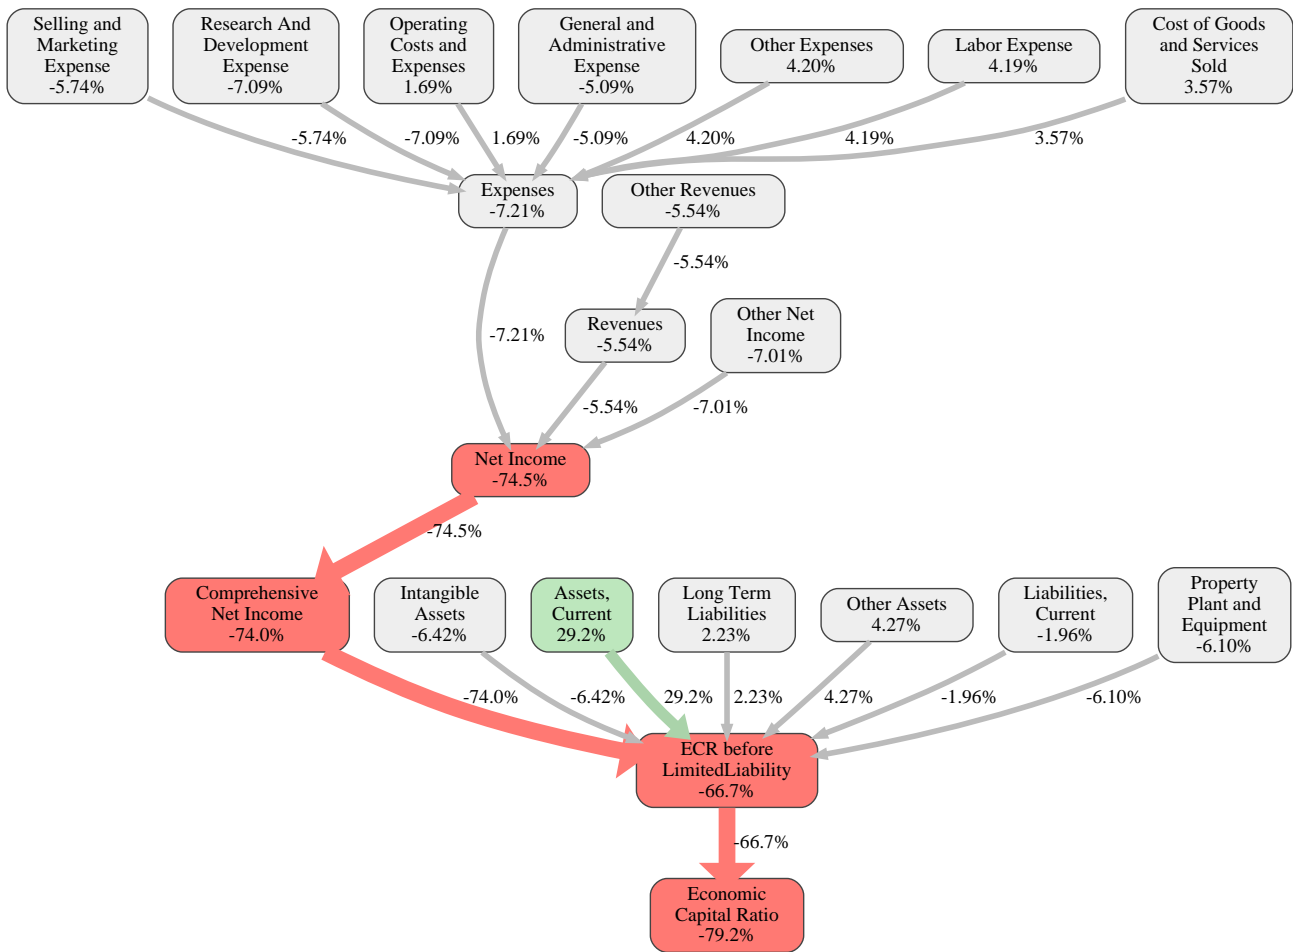 Selling and
Marketing
Expense
-5.74%
Research And
Development
Expense
-7.09%
Operating
Costs and
Expenses
1.69%
General and
Administrative
Expense
-5.09%
Other Expenses
4.20%
Labor Expense
4.19%
Cost of Goods
and Services
Sold
3.57%
-5.74%
-7.09%
1.69%
-5.09%
4.20%
4.19%
3.57%
Expenses
-7.21%
Other Revenues
-5.54%
-5.54%
-7.21%
Revenues
-5.54%
Other Net
Income
-7.01%
-5.54%
-7.01%
Net Income
-74.5%
-74.5%
Comprehensive
Net Income
-74.0%
Intangible
Assets
-6.42%
Assets,
Current
29.2%
Long Term
Liabilities
2.23%
Other Assets
4.27%
Liabilities,
Current
-1.96%
Property
Plant and
Equipment
-6.10%
-74.0%
-6.42%
29.2%
2.23%
4.27%
-1.96%
-6.10%
ECR before
LimitedLiability
-66.7%
-66.7%
Economic
Capital Ratio
-79.2%